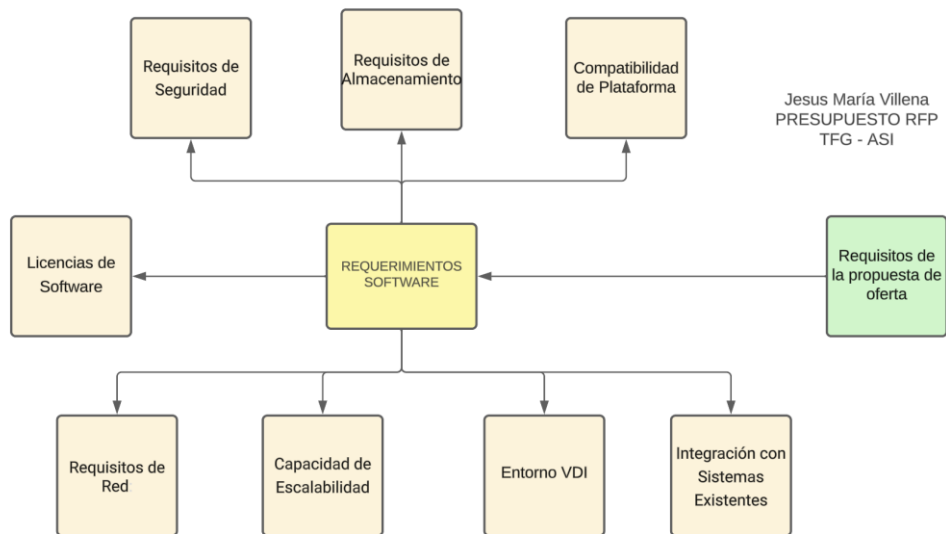 Requisitos de
Seguridad
Requisitos de
Almacenamiento
Compatibilidad
de Plataforma
Jesus María Villena
PRESUPUESTO RFP
TFG - ASI
Licencias de
Software
REQUERIMIENTOS
SOFTWARE
Requisitos de
la propuesta de
oferta
Requisitos de
Red
Capacidad de
Escalabilidad
Entorno VDI
Integración con
Sistemas
Existentes